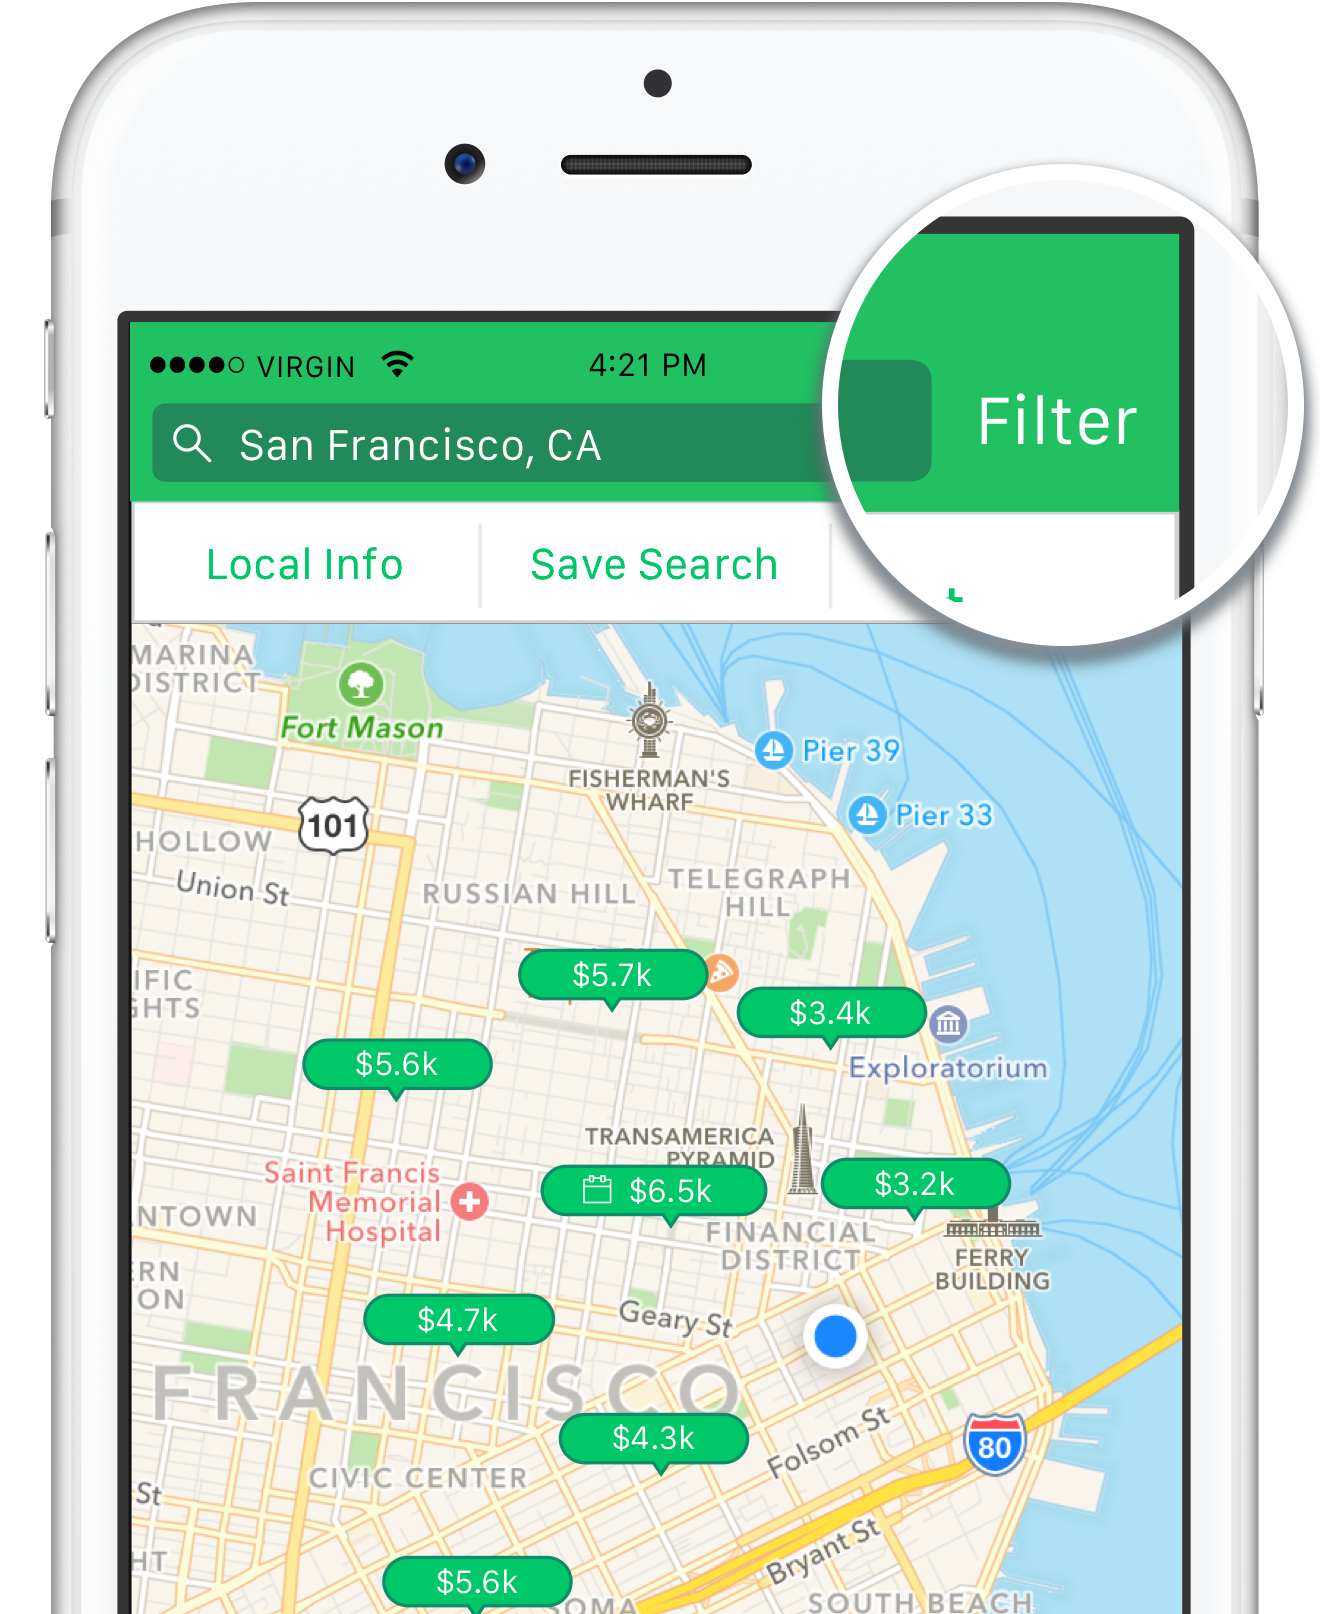 VIRGIN
4:21 PM
San Francisco, CA
Filter
Local Info
Save Search
MARINA
DISTRICT
Fort Mason
FISHERMAN'S
WHARF
Pier 39
Pier 33
101
HOLLOW
Union St
RUSSIAN HILL
TELEGRAPH
HILL
IFIC
GHTS
$5.7k
$3.4k
Exploratorium
$5.6k
TRANSAMERICA
PYRAMID
Saint Francis
Memorial
Hospital
$6.5k
$3.2k
NTOWN
FINANCIAL
DISTRICT
FERRY
BUILDING
ERN
ON
$4.7k
Geary St
FRANCISCO
$4.3k
Folsom St
80
CIVIC CENTER
St
HT
Bryant St
$5.6k
SOMA
SOUTH BEACH